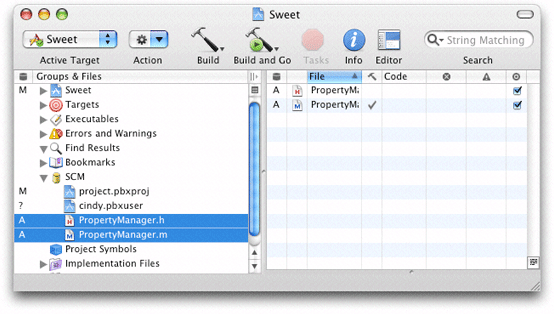 Sweet
Sweet
String Matching
Active Target Action Build Build and Go Tasks Info Editor Search
Groups & Files
File Code
M Sweet
Targets
Executables
Errors and Warnings
Find Results
Bookmarks
SCM
M project.pbxproj
? cindy.pbxuser
A PropertyManager.h
A PropertyManager.m
Project Symbols
Implementation Files
A PropertyMa
A PropertyMa